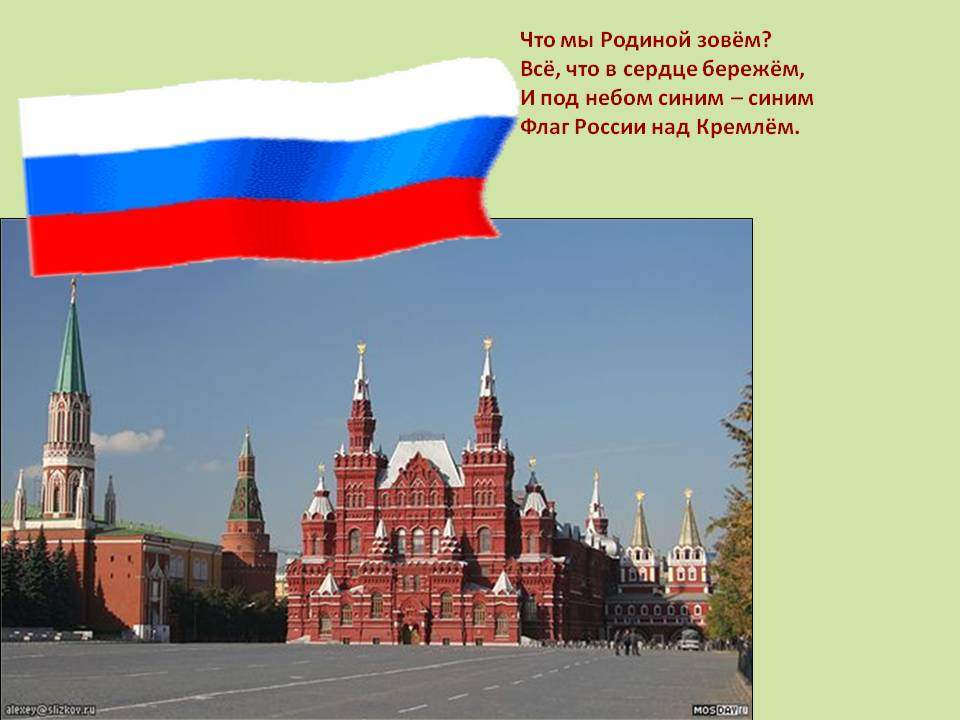 Что мы Родиной зовём?
Всё, что в сердце бережём,
И под небом синим – синим
Флаг России над Кремлём.
alexey@slizkov.ru
MOSDAY.ru